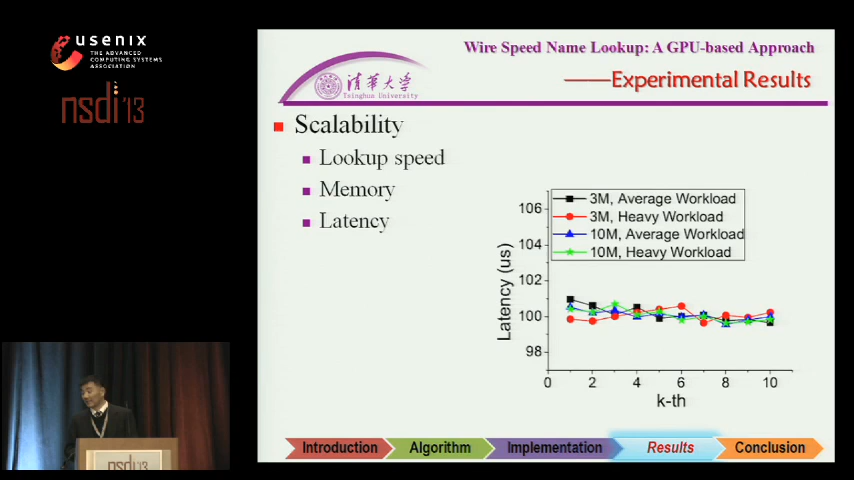 usenix
THE ADVANCED
COMPUTING SYSTEMS
ASSOCIATION
nsdi'13
Wire Speed Name Lookup: A GPU-based Approach
——Experimental Results
清华大学
Tsinghua University
Scalability
Lookup speed
Memory
Latency
3M, Average Workload
3M, Heavy Workload
10M, Average Workload
10M, Heavy Workload
106
104
102
100
98
Latency (us)
0 2 4 6 8 10
k-th
Introduction Algorithm Implementation Results Conclusion
nsdi'13